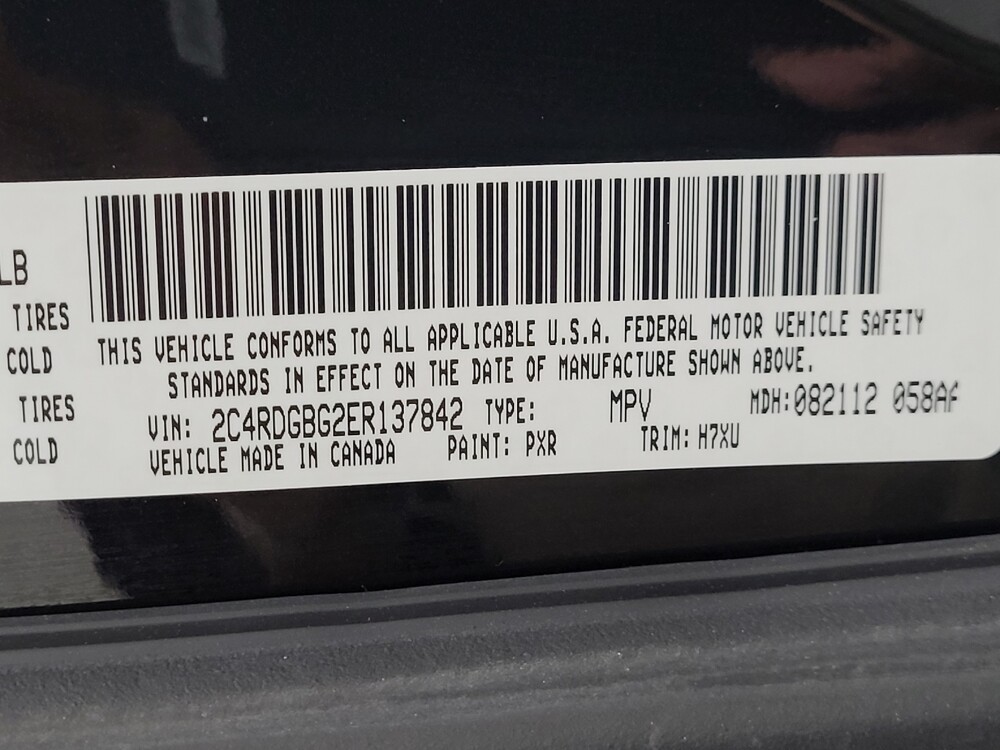 LB
TIRES
COLD
THIS VEHICLE CONFORMS TO ALL APPLICABLE U.S.A. FEDERAL MOTOR VEHICLE SAFETY
STANDARDS IN EFFECT ON THE DATE OF MANUFACTURE SHOWN ABOVE.
TIRES
VIN: 2C4RDGBG2ER137842 TYPE: MPV MDH:082112 058AF
COLD
VEHICLE MADE IN CANADA PAINT: PXR TRIM: H7XU